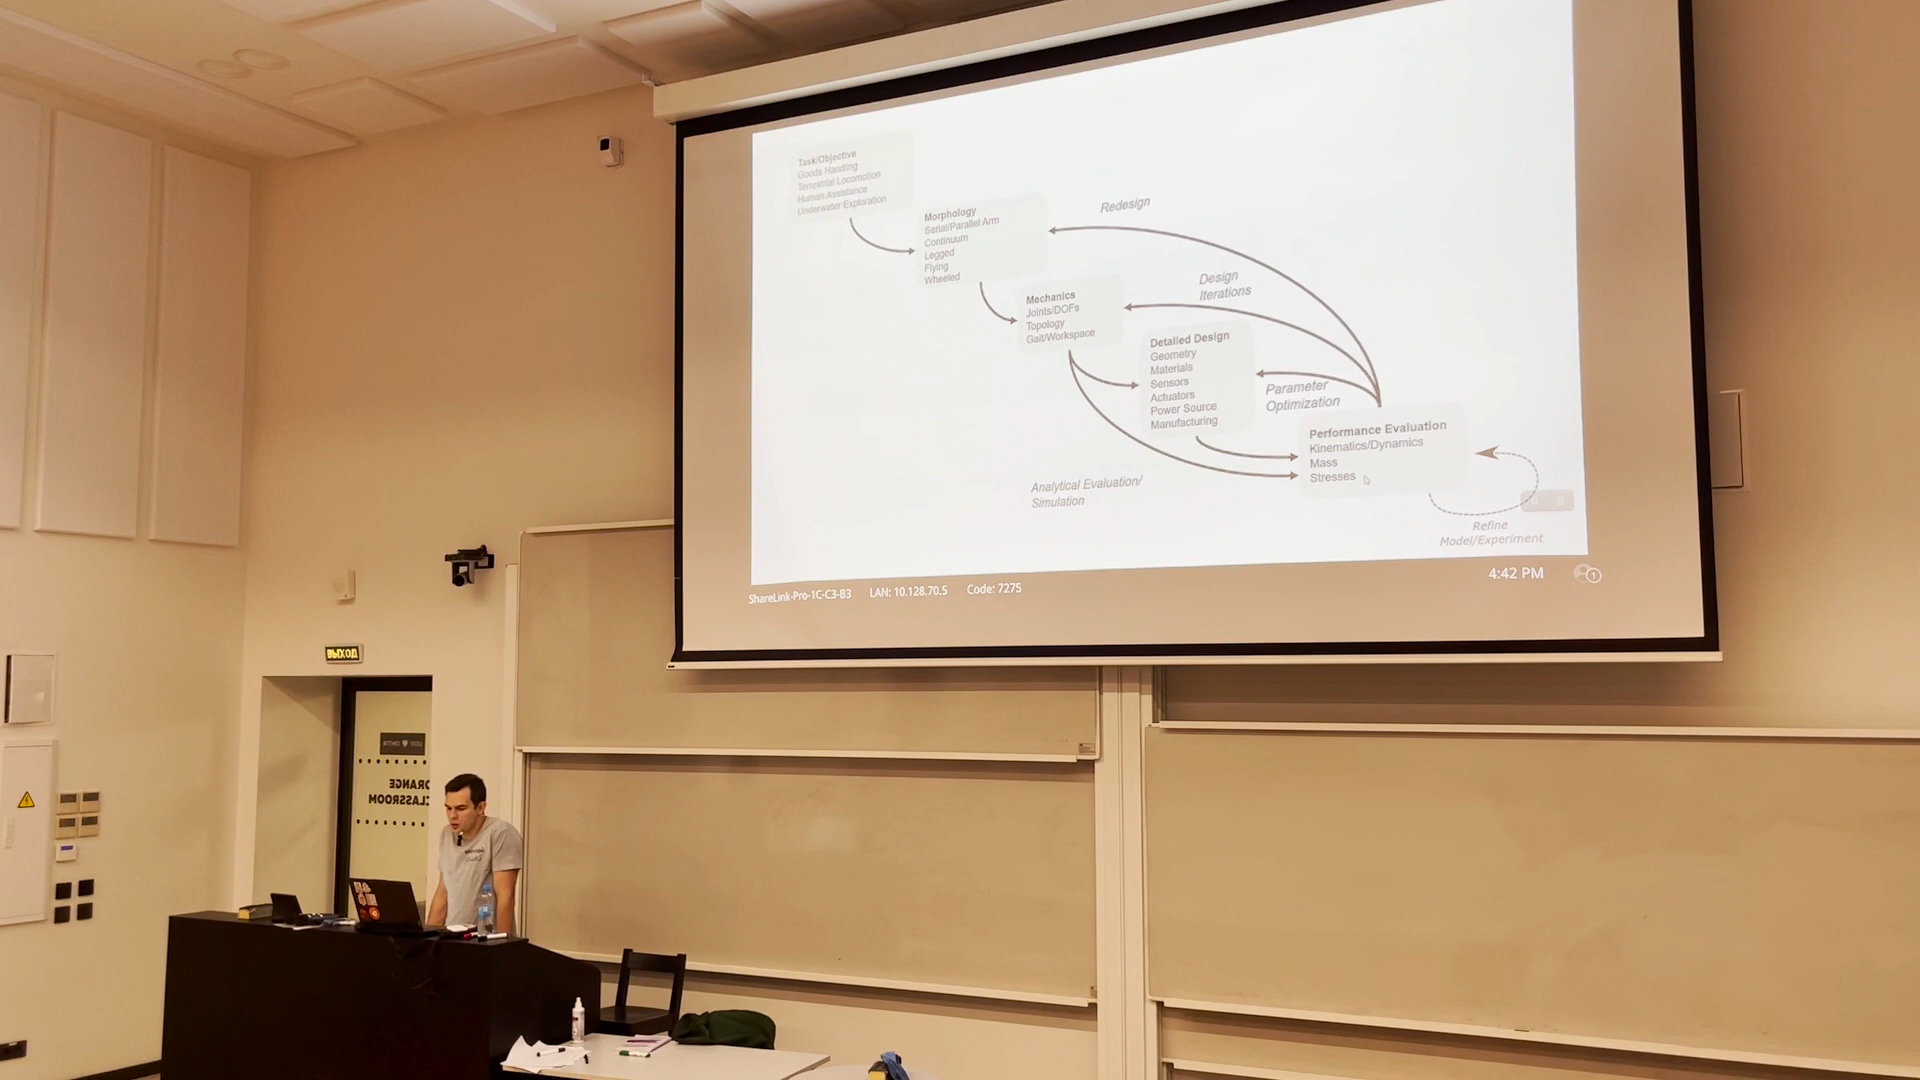 Task/Objective
Goods Handling
Terrestrial Locomotion
Human Assistance
Underwater Exploration
Morphology
Serial/Parallel Arm
Continuum
Legged
Flying
Wheeled
Redesign
Mechanics
Joints/DOFs
Topology
Gait/Workspace
Design
Iterations
Detailed Design
Geometry
Materials
Sensors
Actuators
Power Source
Manufacturing
Parameter
Optimization
Performance Evaluation
Kinematics/Dynamics
Mass
Stresses
Analytical Evaluation/
Simulation
Refine
Model/Experiment
ShareLink-Pro-1C-C3-B3 LAN: 10.128.70.5 Code: 7275
4:42 PM
1
ВЫХОД
ORANGE
CLASSROOM